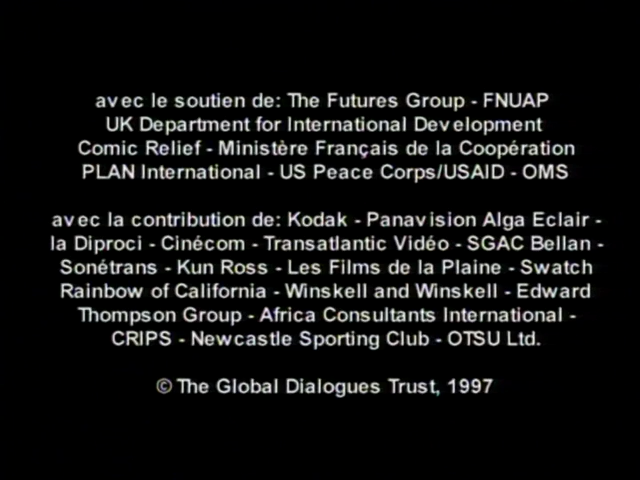 avec le soutien de: The Futures Group - FNUAP
UK Department for International Development
Comic Relief - Ministère Français de la Coopération
PLAN International - US Peace Corps/USAID - OMS
avec la contribution de: Kodak - Panavision Alga Eclair -
la Diproci - Cinécom - Transatlantic Vidéo - SGAC Bellan -
Sonétrans - Kun Ross - Les Films de la Plaine - Swatch
Rainbow of California - Winskell and Winskell - Edward
Thompson Group - Africa Consultants International -
CRIPS - Newcastle Sporting Club - OTSU Ltd.
© The Global Dialogues Trust, 1997